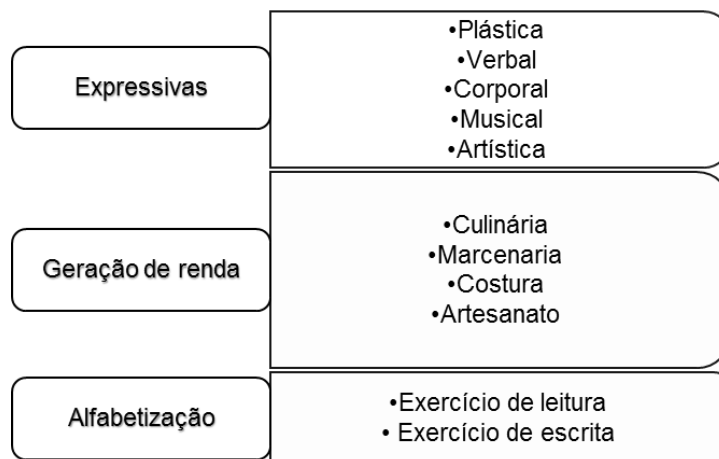 Expressivas
•Plástica
•Verbal
•Corporal
•Musical
•Artística
Geração de renda
•Culinária
•Marcenaria
•Costura
•Artesanato
Alfabetização
•Exercício de leitura
• Exercício de escrita